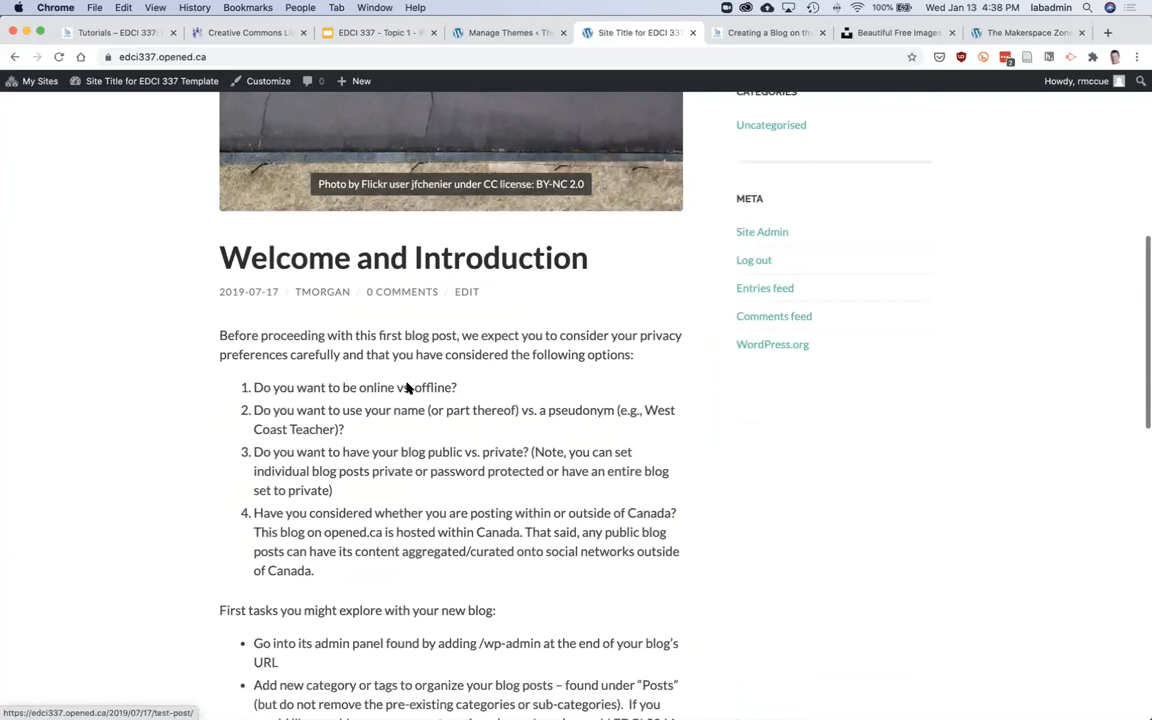 Chrome File Edit View History Bookmarks People Tab Window Help 100% Wed Jan 13 4:38 PM labadmin
Tutorials – EDCI 337: Creative Commons Li EDCI 337 - Topic 1 - W Manage Themes ‹ The Site Title for EDCI 337 Creating a Blog on the Beautiful Free Images The Makerspace Zon
edci337.opened.ca
My Sites Site Title for EDCI 337 Template Customize 0 New Howdy, rmccue
CATEGORIES
Uncategorised
Photo by Flickr user jfchenier under CC license: BY-NC 2.0
META
Site Admin
Log out
Entries feed
Comments feed
WordPress.org
Welcome and Introduction
2019-07-17 / TMORGAN / 0 COMMENTS / EDIT
Before proceeding with this first blog post, we expect you to consider your privacy
preferences carefully and that you have considered the following options:
1. Do you want to be online vs. offline?
2. Do you want to use your name (or part thereof) vs. a pseudonym (e.g., West
Coast Teacher)?
3. Do you want to have your blog public vs. private? (Note, you can set
individual blog posts private or password protected or have an entire blog
set to private)
4. Have you considered whether you are posting within or outside of Canada?
This blog on opened.ca is hosted within Canada. That said, any public blog
posts can have its content aggregated/curated onto social networks outside
of Canada.
First tasks you might explore with your new blog:
• Go into its admin panel found by adding /wp-admin at the end of your blog's
URL
• Add new category or tags to organize your blog posts – found under "Posts"
(but do not remove the pre-existing categories or sub-categories). If you
https://edci337.opened.ca/2019/07/17/test-post/